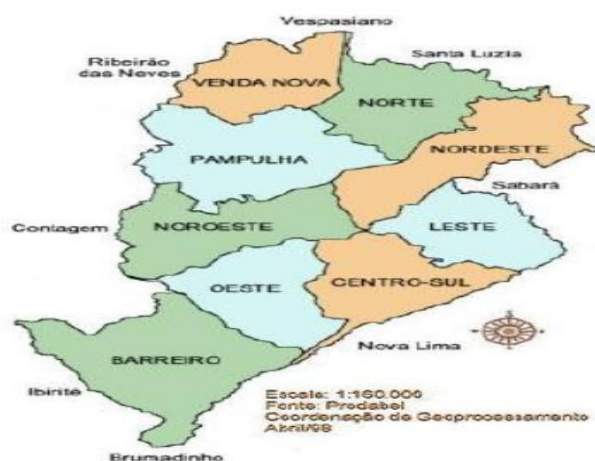 Vespasiano
Ribeirão
das Neves
Santa Luzia
VENDA NOVA
NORTE
NORDESTE
PAMPULHA
Sabará
Contagem
NOROESTE
LESTE
OESTE
CENTRO-SUL
Nova Lima
BARREIRO
Ibirité
Escala: 1:160.000
Fonte: Prodabel
Coordenação de Geoprocessamento
Abril/98
Brumadinho